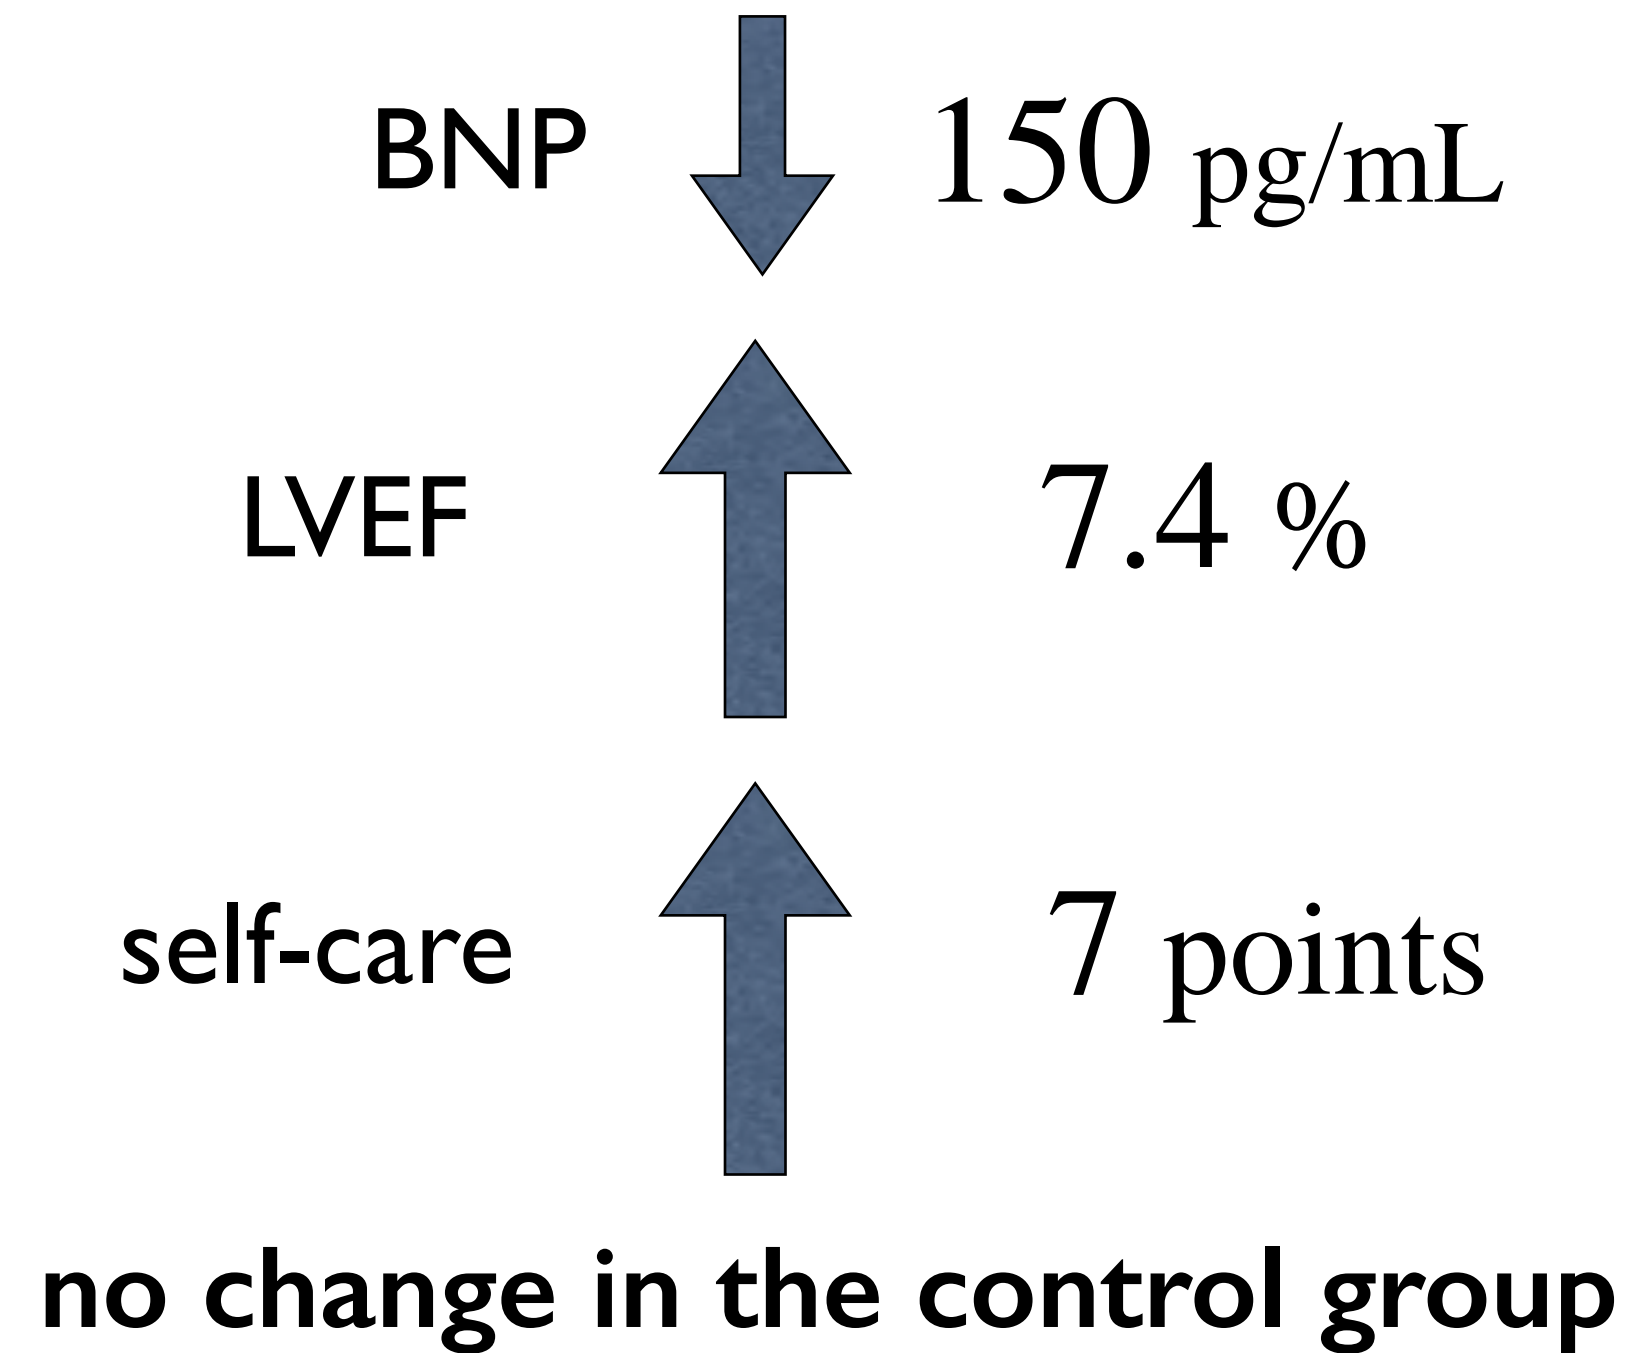 BNP 150 pg/mL
LVEF 7.4 %
self-care 7 points
no change in the control group